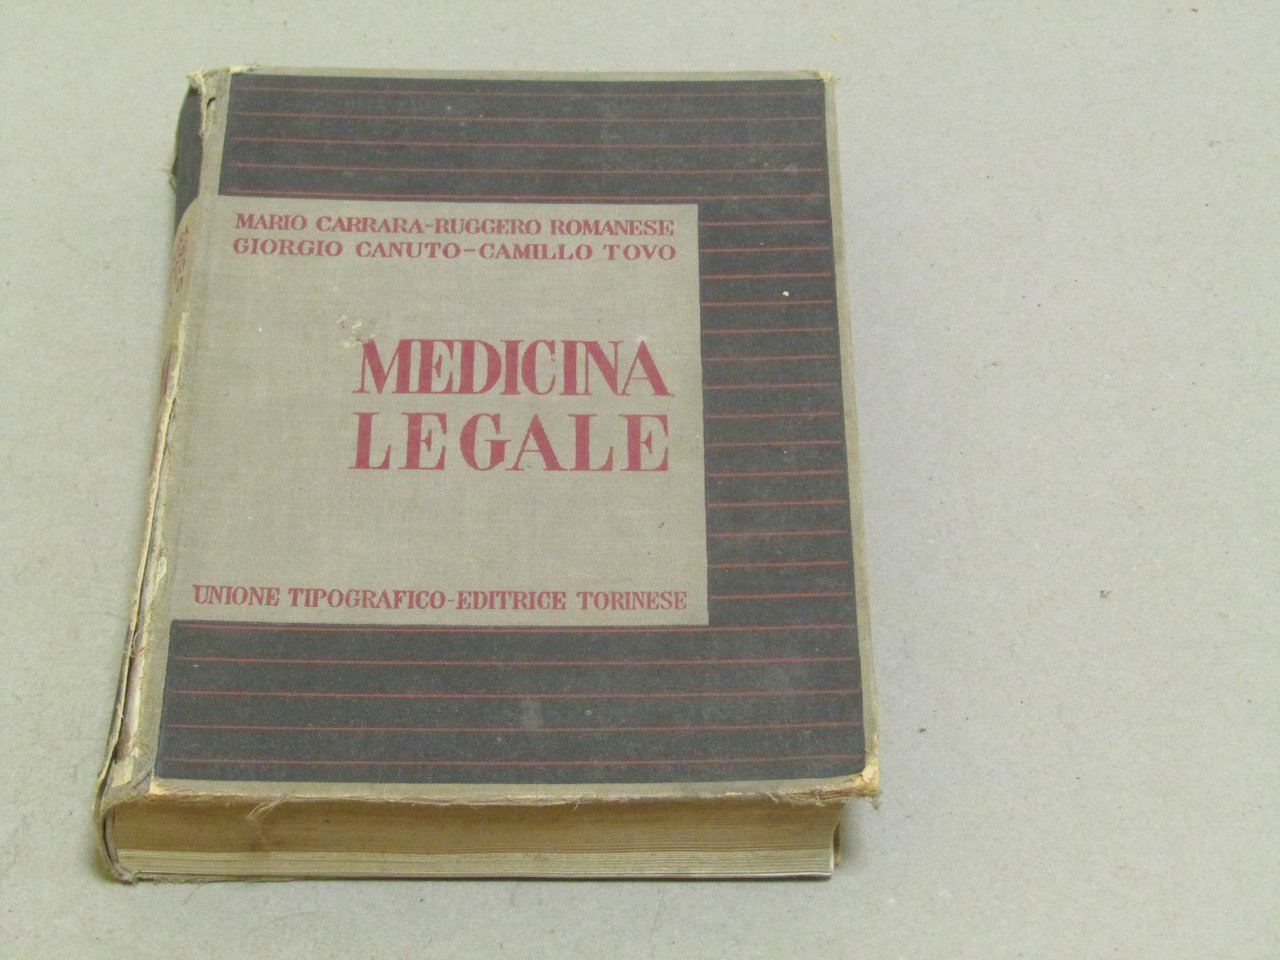 MARIO CARRARA-RUGGERO ROMANESE
GIORGIO CANUTO-CAMILLO TOVO
MEDICINA
LEGALE
UNIONE TIPOGRAFICO-EDITRICE TORINESE